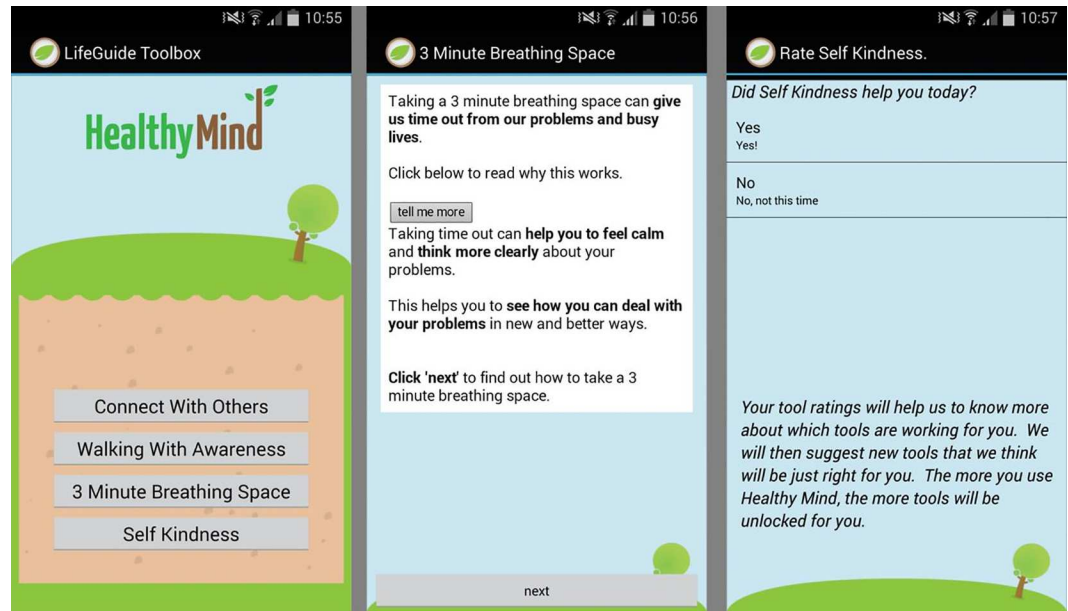 10:55
LifeGuide Toolbox
HealthyMind
Connect With Others
Walking With Awareness
3 Minute Breathing Space
Self Kindness
10:56
3 Minute Breathing Space
Taking a 3 minute breathing space can give
us time out from our problems and busy
lives.
Click below to read why this works.
tell me more
Taking time out can help you to feel calm
and think more clearly about your
problems.
This helps you to see how you can deal with
your problems in new and better ways.
Click 'next' to find out how to take a 3
minute breathing space.
next
10:57
Rate Self Kindness.
Did Self Kindness help you today?
Yes
Yes!
No
No, not this time
Your tool ratings will help us to know more
about which tools are working for you. We
will then suggest new tools that we think
will be just right for you. The more you use
Healthy Mind, the more tools will be
unlocked for you.